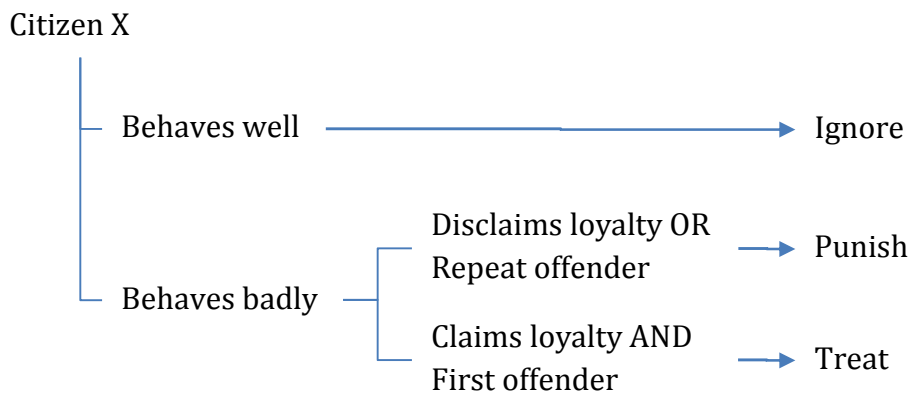 Citizen X
Behaves well
Ignore
Disclaims loyalty OR
Repeat offender
Punish
Behaves badly
Claims loyalty AND
First offender
Treat